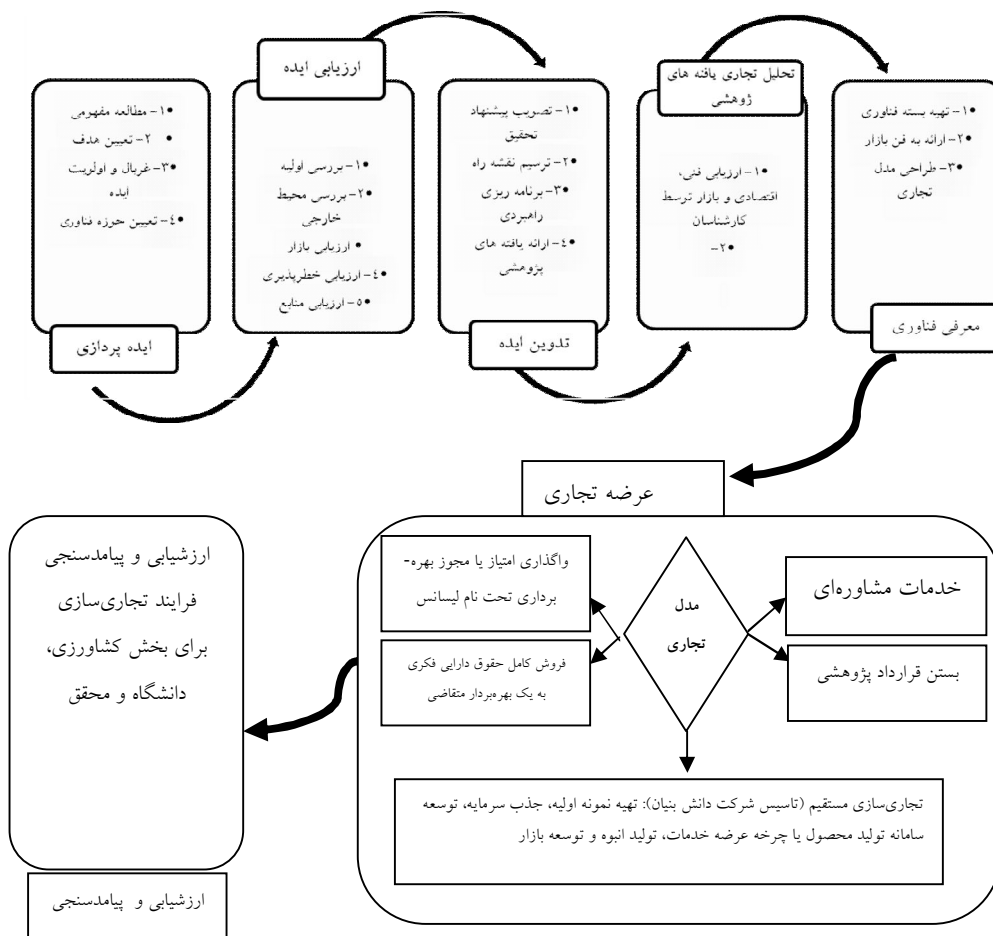 ایده پردازی
۱- مطالعه مفهومی
۲- تعیین هدف
۳- غربال و اولریت
ایده
٤- تعیین حوزه فناوری
ارزیابی ایده
۱- بررسی اولیه
۲- بررسی محیط
خارجی
ارزیابی بازار
٤- ارزیابی خطرپذیری
٥- ارزیابی منابع
تدوین ایده
۱- تصریب پیشنهاد
تحقیق
۲- ترسیم نقشه راه
۳- برنامه ریزی
راهبردی
٤- ارائه یافته های
پژوهشی
تحلیل تجاری یافته های
ژوهشی
۱- ارزیابی فنی،
اقتصادی و بازار توسط
کارشناسان
۲-
معرفی فناوری
۱- تهیه بسته فناوری
۲- ارائه به فن بازار
۳- طراحی مدل
تجاری
عرضه تجاری
مدل
تجاری
خدمات مشاوره‌ای
بستن قرارداد پژوهشی
واگذاری امتیاز یا مجوز بهره-
برداری تحت نام لیسانس
فروش کامل حقوق دارایی فکری
به یک بهره‌بردار متقاضی
تجاری‌سازی مستقیم (تاسیس شرکت دانش بنیان): تهیه نمونه اولیه، جذب سرمایه، توسعه
سامانه تولید محصول یا چرخه عرضه خدمات، تولید انبوه و توسعه بازار
ارزشیابی و پیامدسنجی
فرایند تجاری‌سازی
برای بخش کشاورزی،
دانشگاه و محقق
ارزشیابی و پیامدسنجی